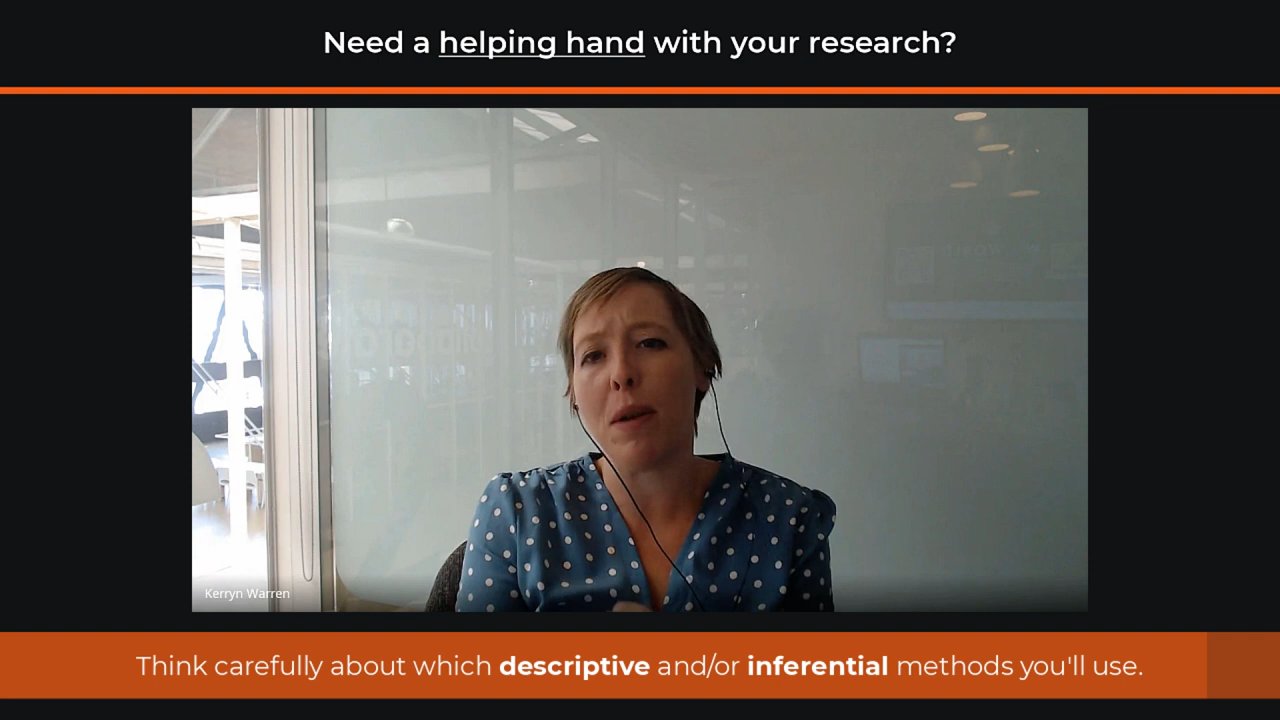 Need a helping hand with your research?
Kerryn Warren
Think carefully about which descriptive and/or inferential methods you'll use.